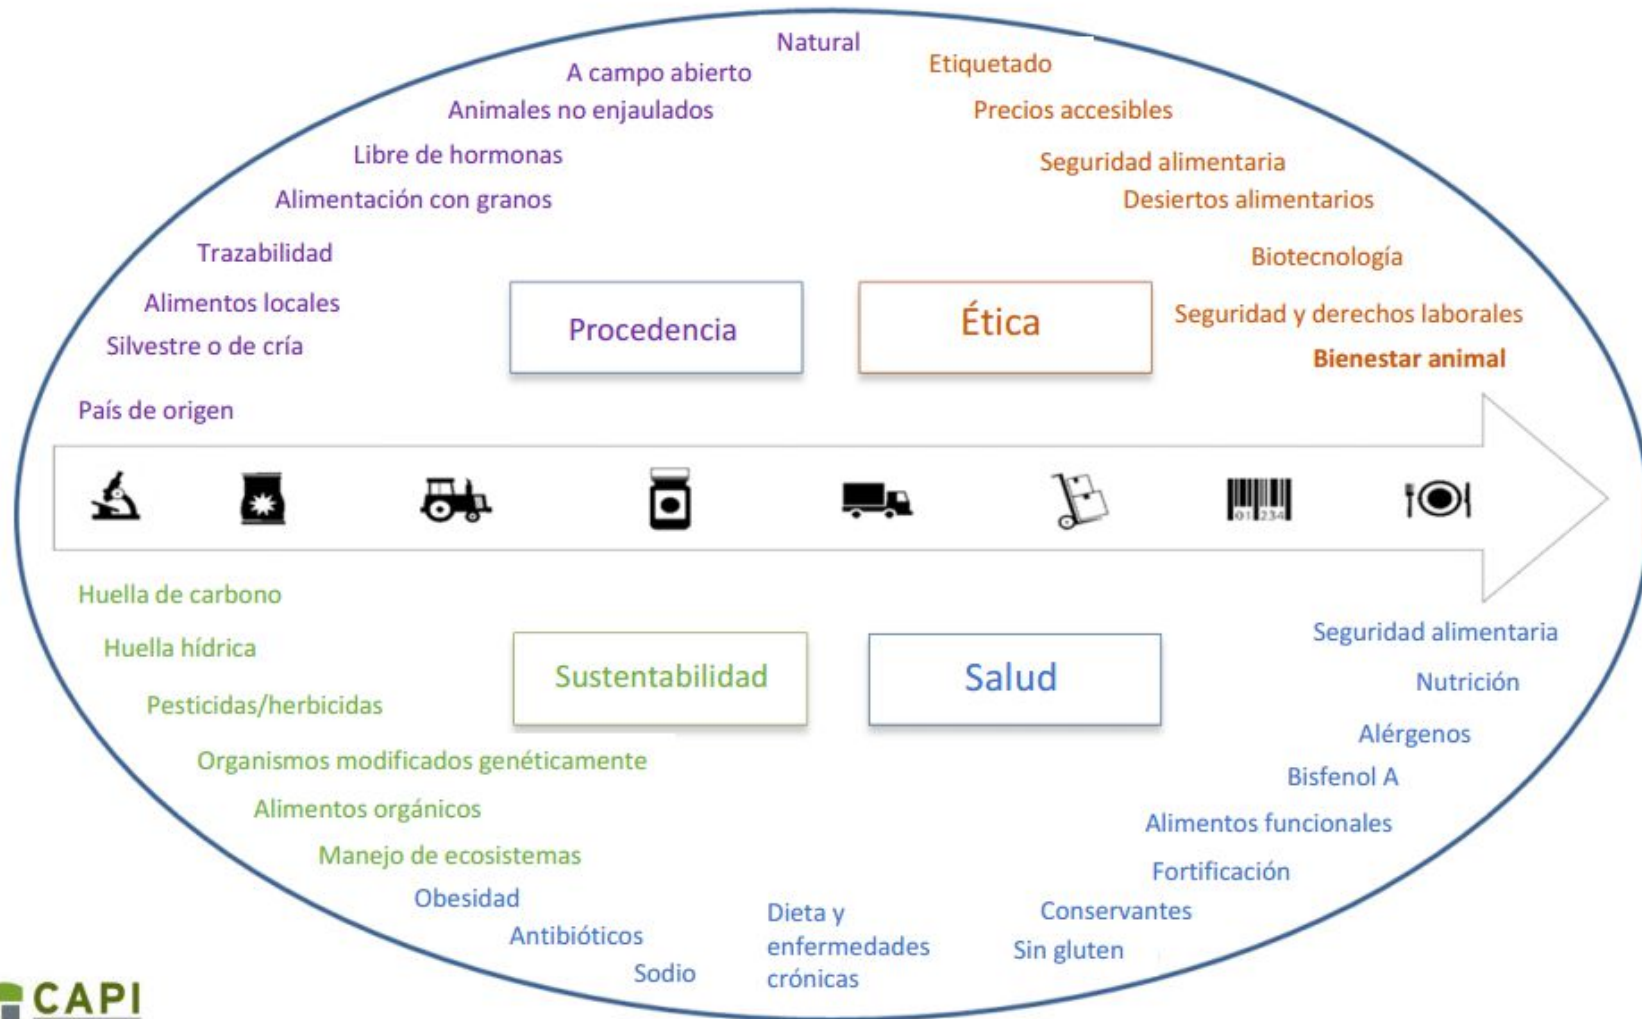 Natural
A campo abierto
Animales no enjaulados
Libre de hormonas
Alimentación con granos
Trazabilidad
Alimentos locales
Silvestre o de cría
País de origen
Procedencia
Etiquetado
Precios accesibles
Seguridad alimentaria
Desiertos alimentarios
Biotecnología
Seguridad y derechos laborales
Bienestar animal
Ética
01 234
Huella de carbono
Huella hídrica
Pesticidas/herbicidas
Organismos modificados genéticamente
Alimentos orgánicos
Manejo de ecosistemas
Sustentabilidad
Salud
Seguridad alimentaria
Nutrición
Alérgenos
Bisfenol A
Alimentos funcionales
Fortificación
Conservantes
Sin gluten
Dieta y
enfermedades
crónicas
Obesidad
Antibióticos
Sodio
CAPI